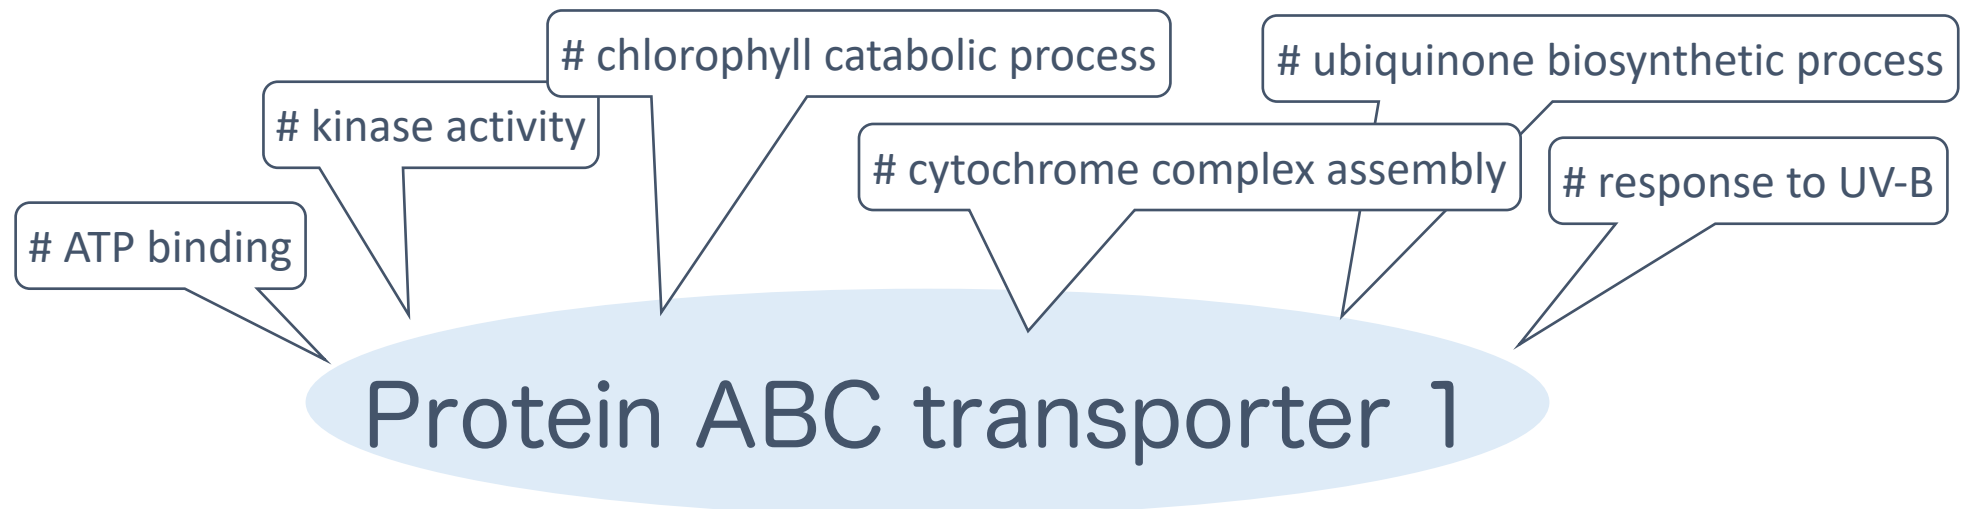 # chlorophyll catabolic process
# ubiquinone biosynthetic process
# kinase activity
# cytochrome complex assembly
# response to UV-B
# ATP binding
Protein ABC transporter 1